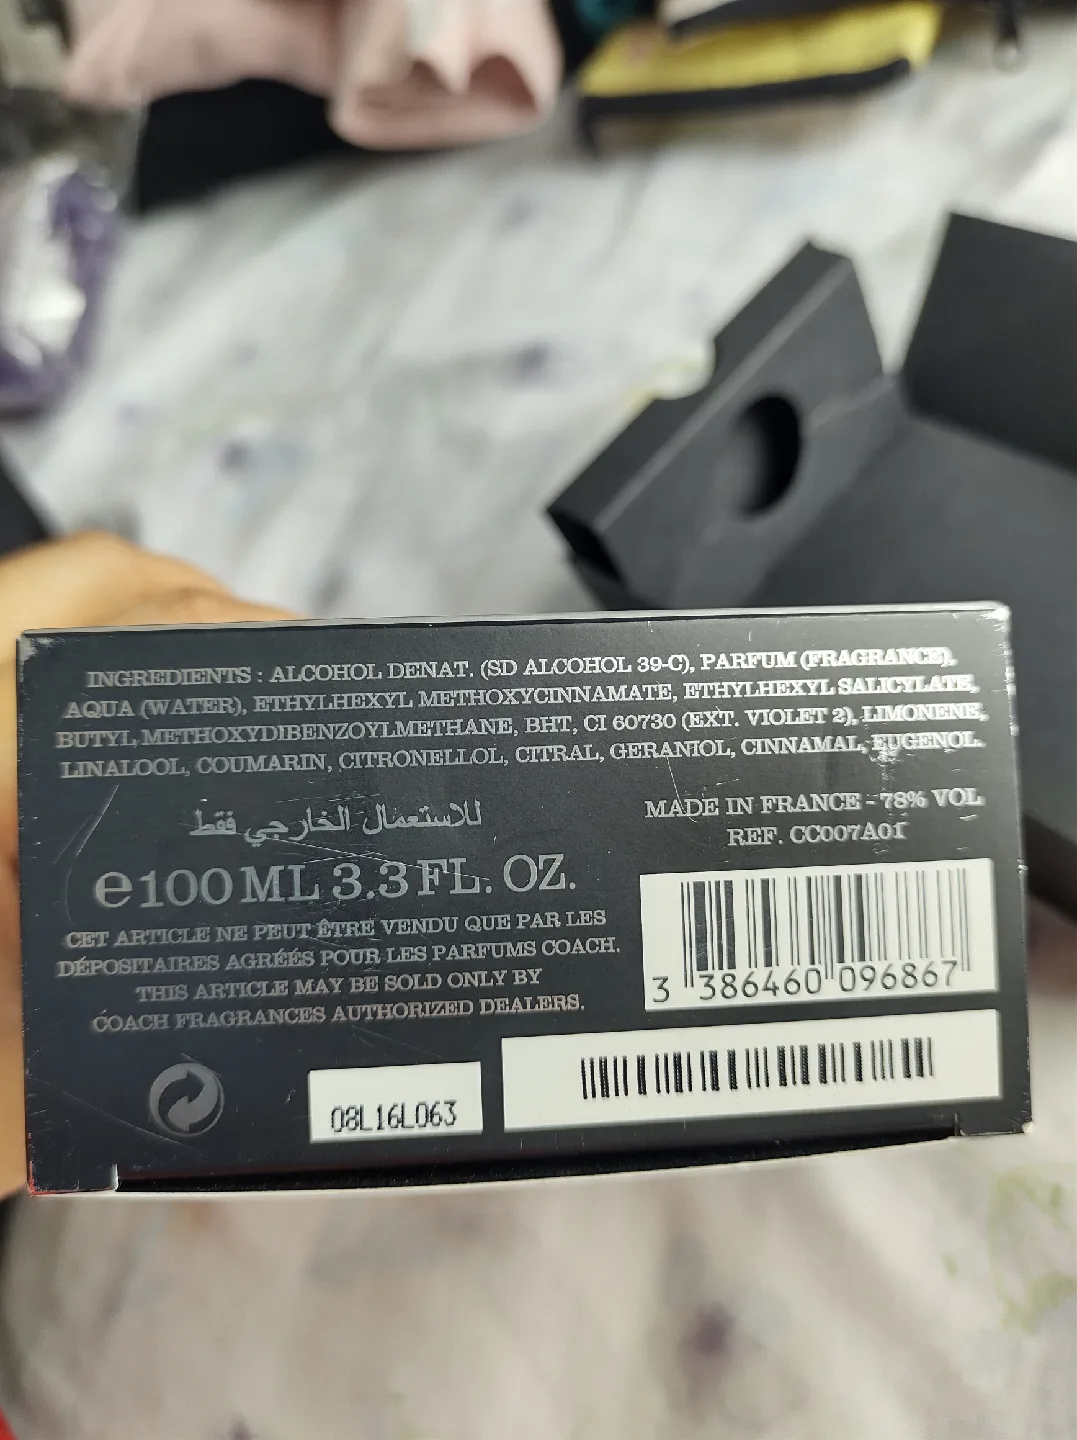 INGREDIENTS : ALCOHOL DENAT. (SD ALCOHOL 39-C), PARFUM (FRAGRANCE),
AQUA (WATER), ETHYLHEXYL METHOXYCINNAMATE, ETHYLHEXYL SALICYLATE,
BUTYL METHOXYDIBENZOYLMETHANE, BHT, CI 60730 (EXT. VIOLET 2), LIMONENE,
LINALOOL, COUMARIN, CITRONELLOL, CITRAL, GERANIOL, CINNAMAL, EUGENOL.
للاستعمال الخارجي فقط
MADE IN FRANCE - 78% VOL
REF. CC007A01
e100 ML 3.3 FL. OZ.
CET ARTICLE NE PEUT ÊTRE VENDU QUE PAR LES
DÉPOSITAIRES AGRÉÉS POUR LES PARFUMS COACH.
THIS ARTICLE MAY BE SOLD ONLY BY
COACH FRAGRANCES AUTHORIZED DEALERS.
3 386460 096867
08L16L063